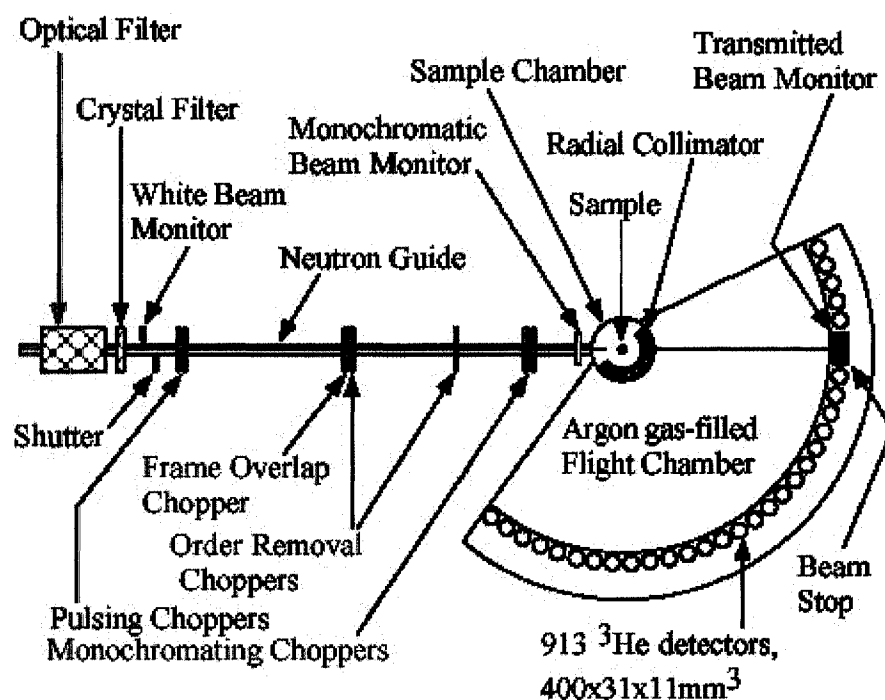 Optical Filter
Crystal Filter
White Beam
Monitor
Neutron Guide
Monochromatic
Beam Monitor
Sample Chamber
Transmitted
Beam Monitor
Radial Collimator
Sample
Shutter
Frame Overlap
Chopper
Order Removal
Choppers
Pulsing Choppers
Monochromating Choppers
Argon gas-filled
Flight Chamber
Beam
Stop
913 ³He detectors,
400x31x11mm³